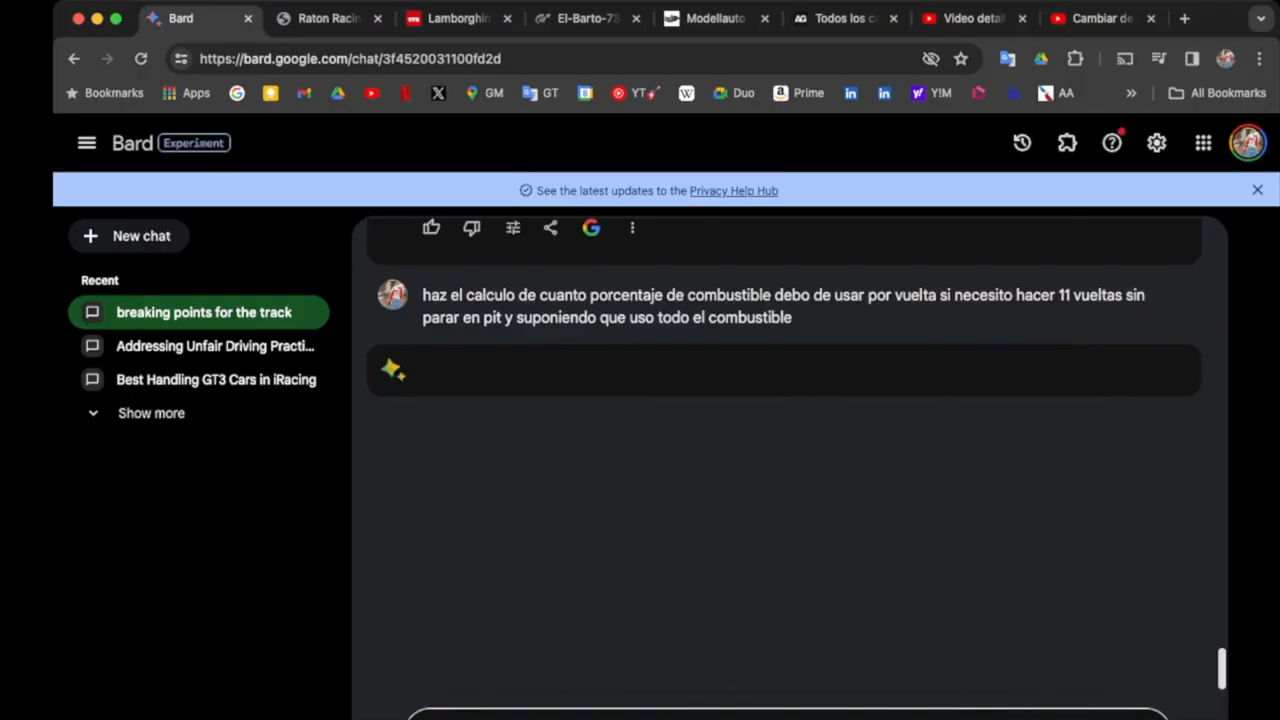 Bard
Raton Racin
Lamborghin
El-Barto-73
Modellauto
Todos los c
Video detal
Cambiar de
https://bard.google.com/chat/3f4520031100fd2d
Bookmarks
Apps
GM
GT
YT
Duo
Prime
Y!M
AA
»
All Bookmarks
Bard Experiment
See the latest updates to the Privacy Help Hub
New chat
Recent
breaking points for the track
Addressing Unfair Driving Practi...
Best Handling GT3 Cars in iRacing
Show more
haz el calculo de cuanto porcentaje de combustible debo de usar por vuelta si necesito hacer 11 vueltas sin
parar en pit y suponiendo que uso todo el combustible